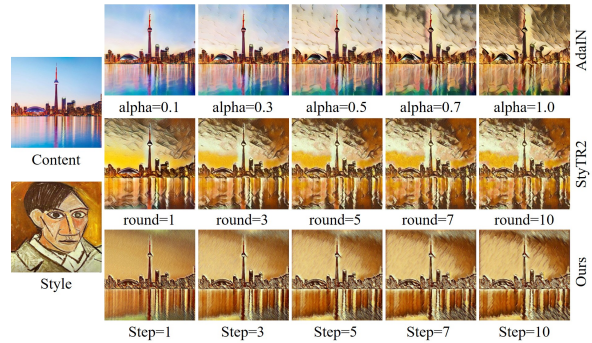 Content
Style
AdaIN
alpha=0.1 alpha=0.3 alpha=0.5 alpha=0.7 alpha=1.0
StyTR2
round=1 round=3 round=5 round=7 round=10
Ours
Step=1 Step=3 Step=5 Step=7 Step=10